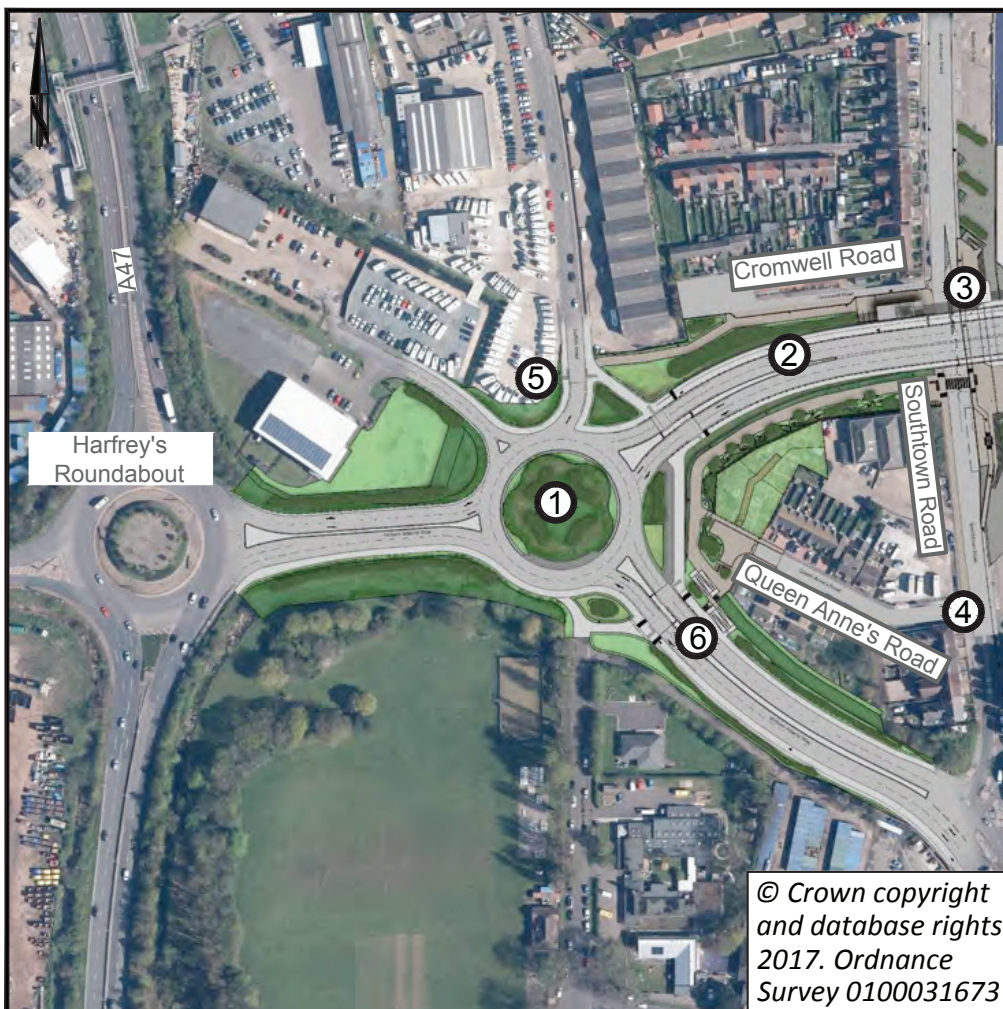 N
A47
Cromwell Road
3
2
5
Harfrey's
Roundabout
Southtown Road
1
Queen Anne's Road
4
6
© Crown copyright
and database rights
2017. Ordnance
Survey 0100031673